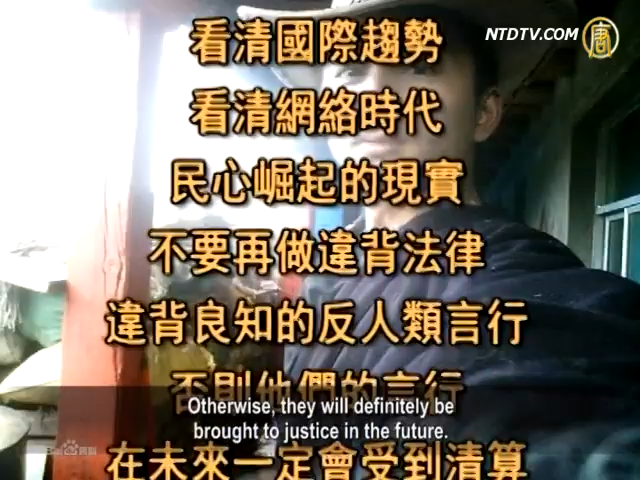 NTDTV.COM
唐
看清國際趨勢
看清網絡時代
民心崛起的現實
不要再做違背法律
違背良知的反人類言行
否則他們的言行
Otherwise, they will definitely be
brought to justice in the future.
在未來一定會受到清算